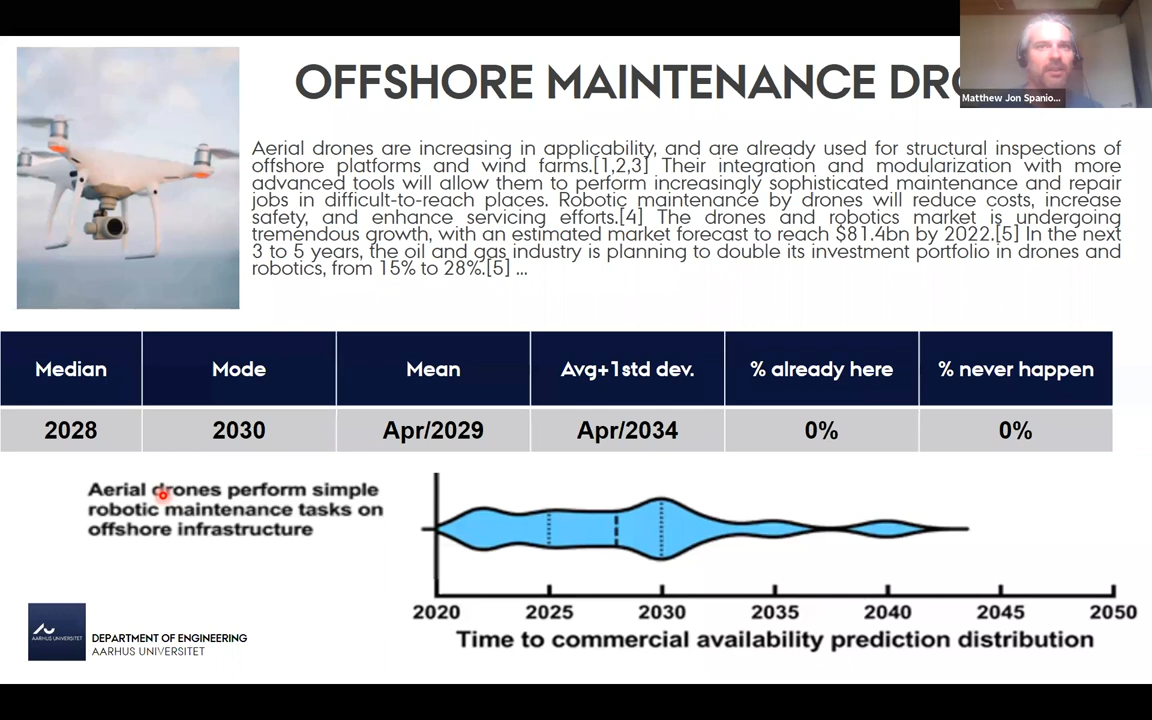 OFFSHORE MAINTENANCE
Matthew Jon Spanio...
Aerial drones are increasing in applicability, and are already used for structural inspections of
offshore platforms and wind farms.[1,2,3] Their integration and modularization with more
advanced tools will allow them to perform increasingly sophisticated maintenance and repair
jobs in difficult-to-reach places. Robotic maintenance by drones will reduce costs, increase
safety, and enhance servicing efforts.[4] The drones and robotics market is undergoing
tremendous growth, with an estimated market forecast to reach $81.4bn by 2022.[5] In the next
3 to 5 years, the oil and gas industry is planning to double its investment portfolio in drones and
robotics, from 15% to 28%.[5] ...
Median Mode Mean Avg+1std dev. % already here % never happen
2028 2030 Apr/2029 Apr/2034 0% 0%
Aerial drones perform simple
robotic maintenance tasks on
offshore infrastructure
2020 2025 2030 2035 2040 2045 2050
Time to commercial availability prediction distribution
AARHUS UNIVERSITET
DEPARTMENT OF ENGINEERING
AARHUS UNIVERSITET